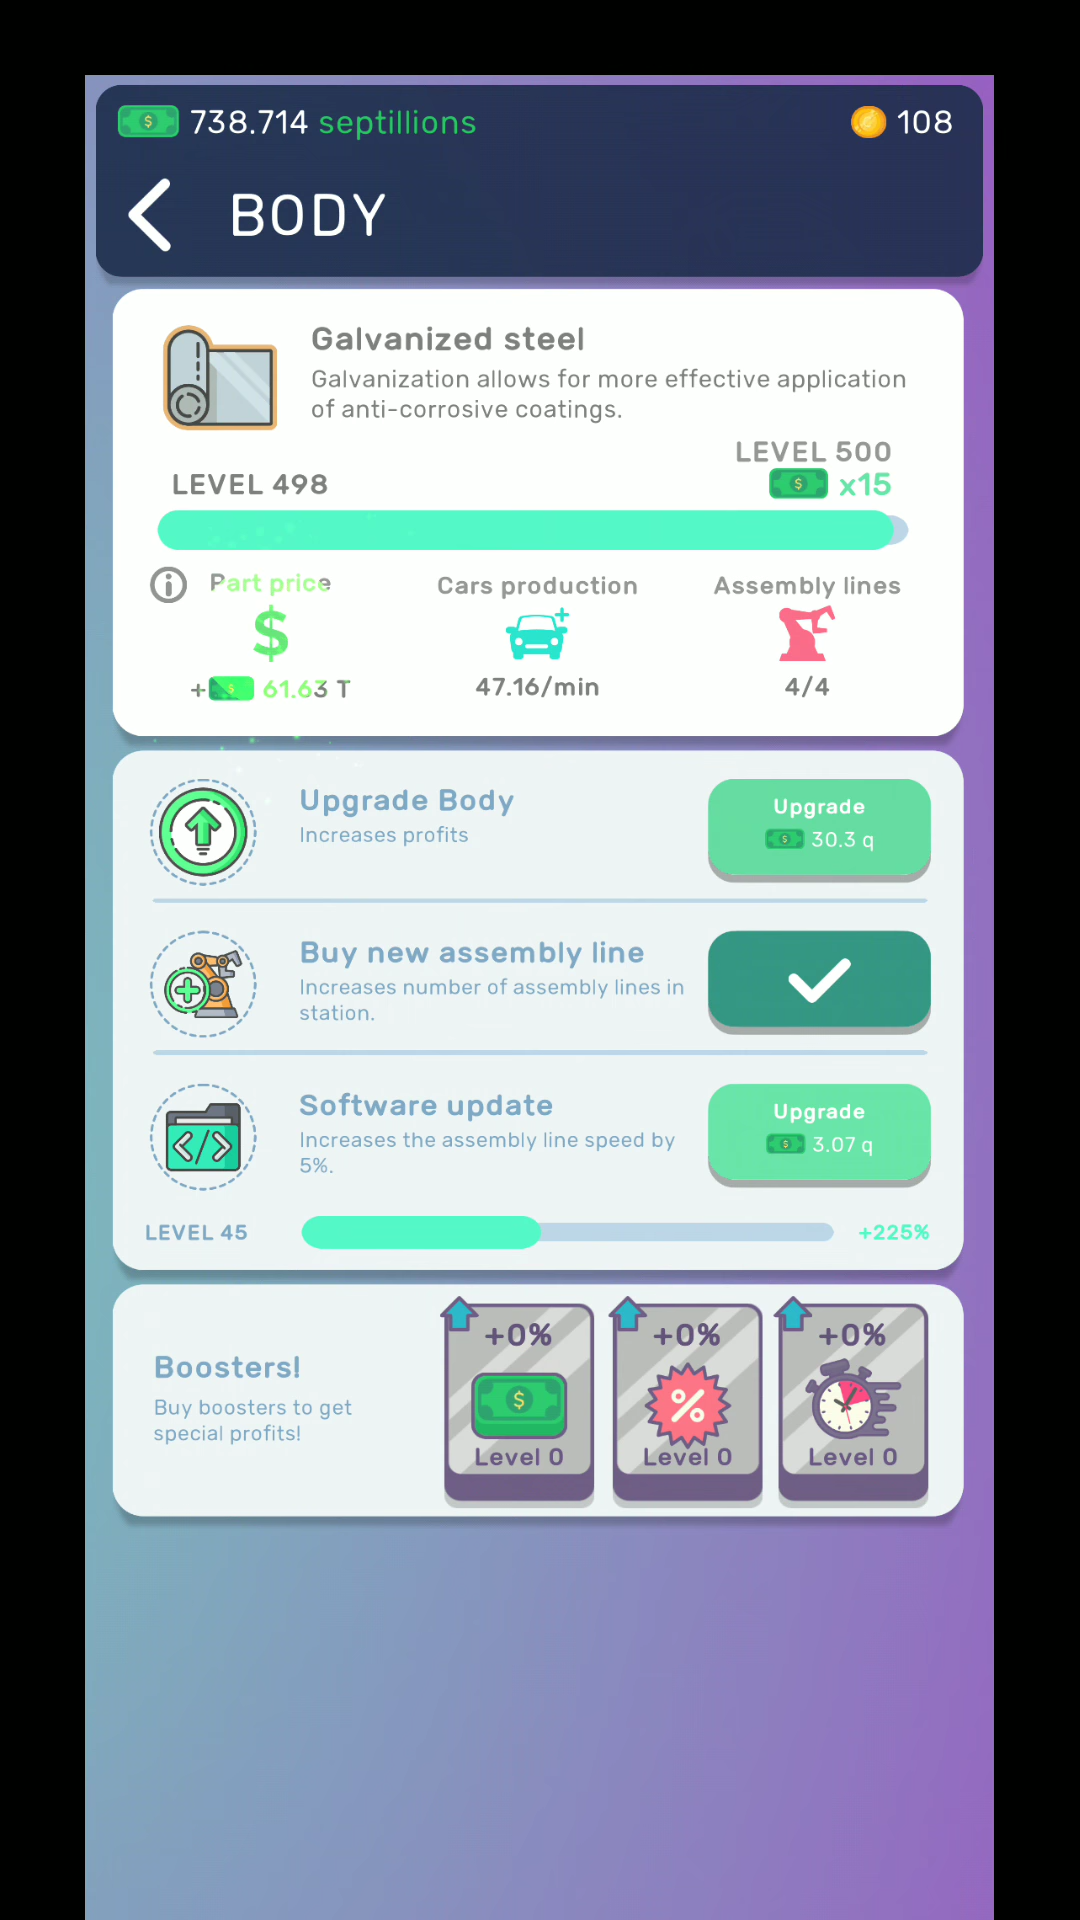 738.714 septillions
108
BODY
Galvanized steel
Galvanization allows for more effective application
of anti-corrosive coatings.
LEVEL 500
LEVEL 498
x15
Part price
Cars production
Assembly lines
$
+ 61.63 T
47.16/min
4/4
Upgrade Body
Increases profits
Upgrade
30.3 q
Buy new assembly line
Increases number of assembly lines in
station.
Software update
Increases the assembly line speed by
5%.
Upgrade
3.07 q
LEVEL 45
+225%
Boosters!
Buy boosters to get
special profits!
+0%
Level 0
+0%
%
Level 0
+0%
Level 0